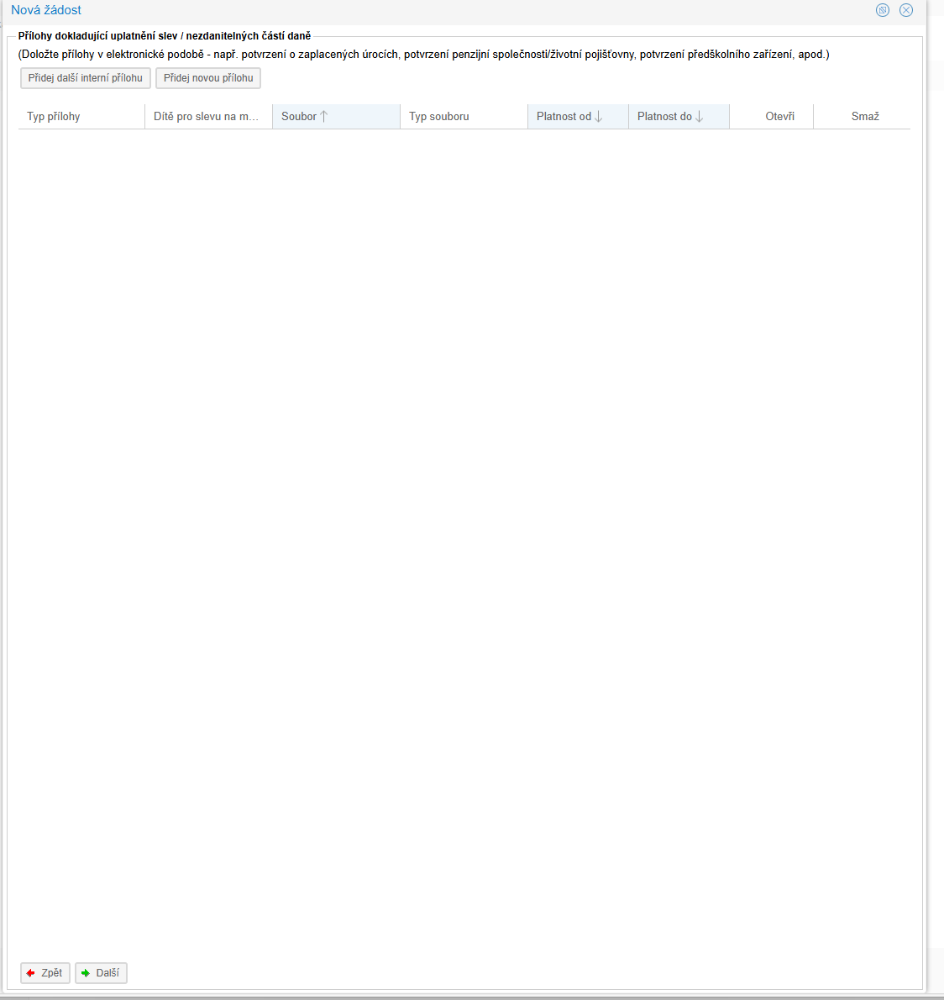 Nová žádost
Přílohy dokladující uplatnění slev / nezdanitelných částí daně
(Doložte přílohy v elektronické podobě - např. potvrzení o zaplacených úrocích, potvrzení penzijní společnosti/životní pojišťovny, potvrzení předškolního zařízení, apod.)
Přidej další interní přílohu Přidej novou přílohu
Typ přílohy Dítě pro slevu na m... Soubor Typ souboru Platnost od Platnost do Otevři Smaž
Zpět Další